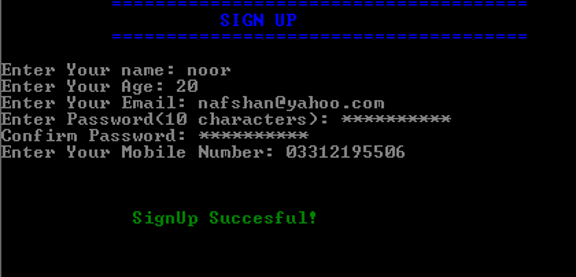 ======================================
SIGN UP
======================================
Enter Your name: noor
Enter Your Age: 20
Enter Your Email: nafshan@yahoo.com
Enter Password(10 characters): **********
Confirm Password: **********
Enter Your Mobile Number: 03312195506
SignUp Succesful!